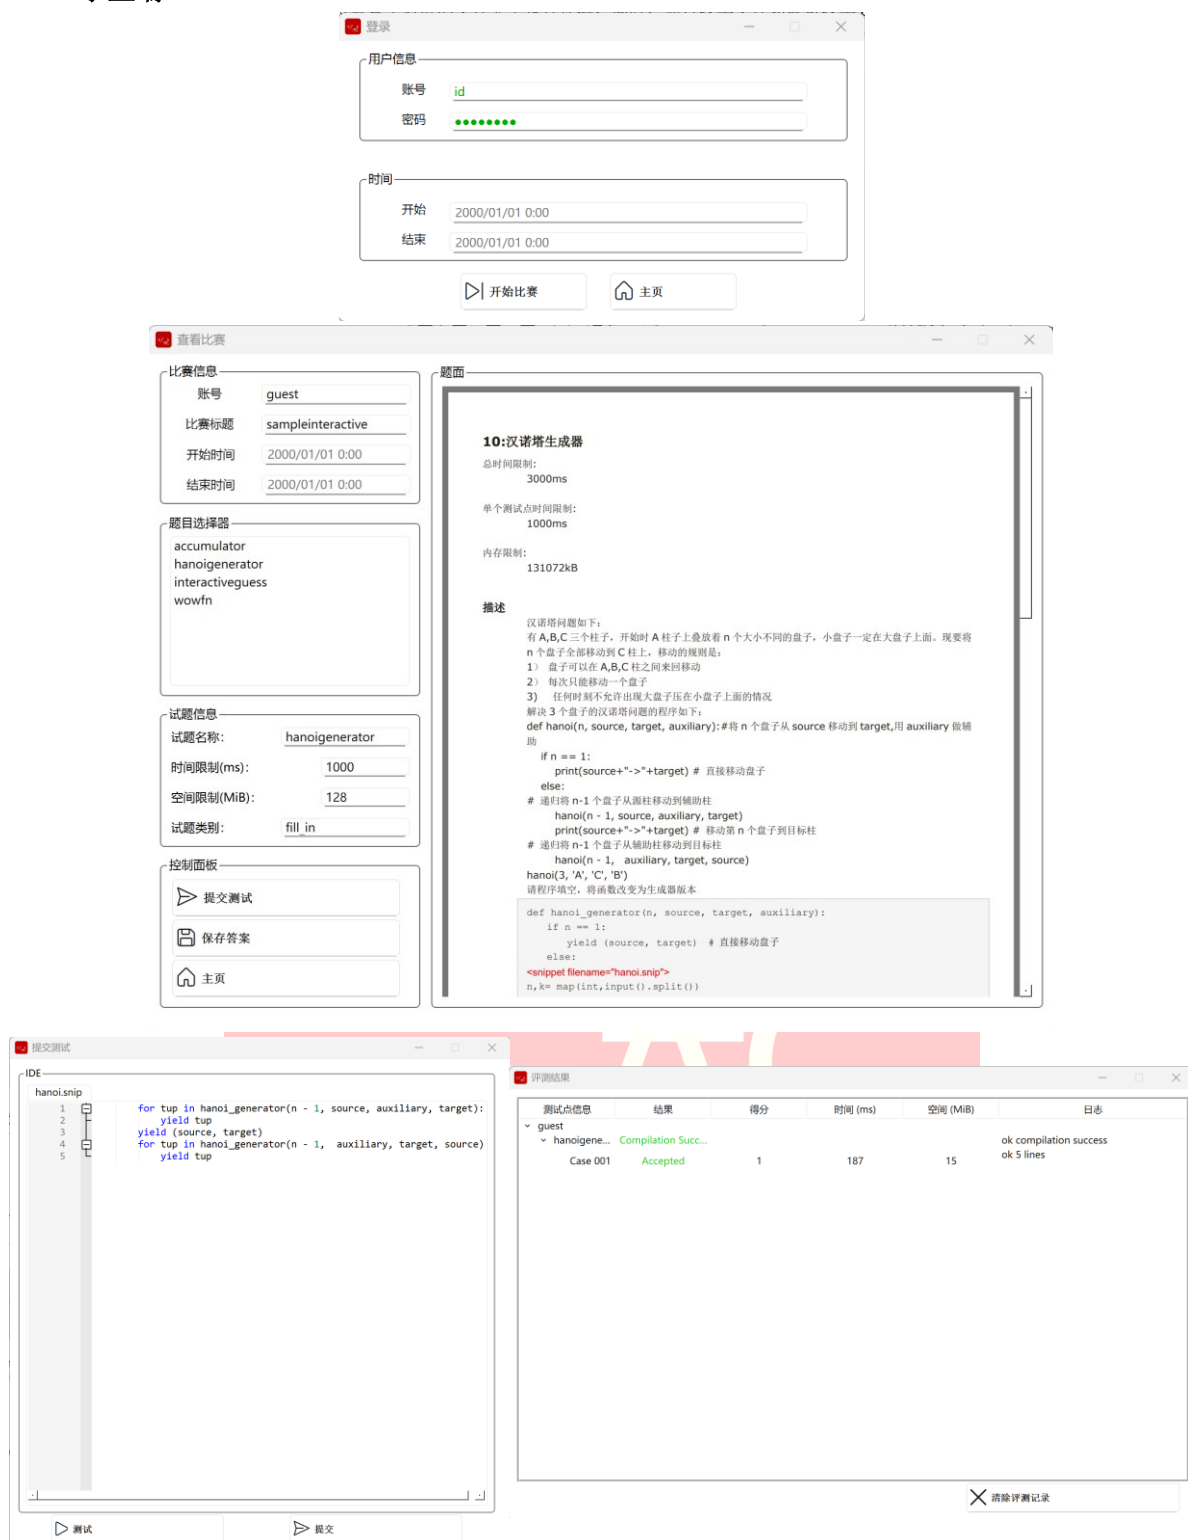 登录
用户信息
账号 id
密码 ●●●●●●●●
时间
开始 2000/01/01 0:00
结束 2000/01/01 0:00
开始比赛 主页
查看比赛
比赛信息
账号 guest
比赛标题 sampleinteractive
开始时间 2000/01/01 0:00
结束时间 2000/01/01 0:00
题目选择器
accumulator
hanoigenerator
interactiveguess
wowfn
试题信息
试题名称: hanoigenerator
时间限制(ms): 1000
空间限制(MiB): 128
试题类别: fill_in
控制面板
提交测试
保存答案
主页
题面
10:汉诺塔生成器
总时间限制:
3000ms
单个测试点时间限制:
1000ms
内存限制:
131072kB
描述
汉诺塔问题如下:
有 A,B,C 三个柱子，开始时 A 柱子上叠放着 n 个大小不同的盘子，小盘子一定在大盘子上面。现要将
n 个盘子全部移动到 C 柱上，移动的规则是:
1） 盘子可以在 A,B,C 柱之间来回移动
2） 每次只能移动一个盘子
3) 任何时刻不允许出现大盘子压在小盘子上面的情况
解决 3 个盘子的汉诺塔问题的程序如下:
def hanoi(n, source, target, auxiliary):#将 n 个盘子从 source 移动到 target,用 auxiliary 做辅
助
if n == 1:
print(source+"->"+target) # 直接移动盘子
else:
# 递归将 n-1 个盘子从源柱移动到辅助柱
hanoi(n - 1, source, auxiliary, target)
print(source+"->"+target) # 移动第 n 个盘子到目标柱
# 递归将 n-1 个盘子从辅助柱移动到目标柱
hanoi(n - 1, auxiliary, target, source)
hanoi(3, 'A', 'C', 'B')
请程序填空，将函数改变为生成器版本
def hanoi_generator(n, source, target, auxiliary):
if n == 1:
yield (source, target) # 直接移动盘子
else:
<snippet filename="hanoi.snip">
n,k= map(int,input().split())
提交测试
IDE
hanoi.snip
1 for tup in hanoi_generator(n - 1, source, auxiliary, target):
2 yield tup
3 yield (source, target)
4 for tup in hanoi_generator(n - 1, auxiliary, target, source)
5 yield tup
测试 提交
评测结果
测试点信息 结果 得分 时间 (ms) 空间 (MiB) 日志
guest
hanoigene... Compilation Succ... ok compilation success
Case 001 Accepted 1 187 15 ok 5 lines
清除评测记录